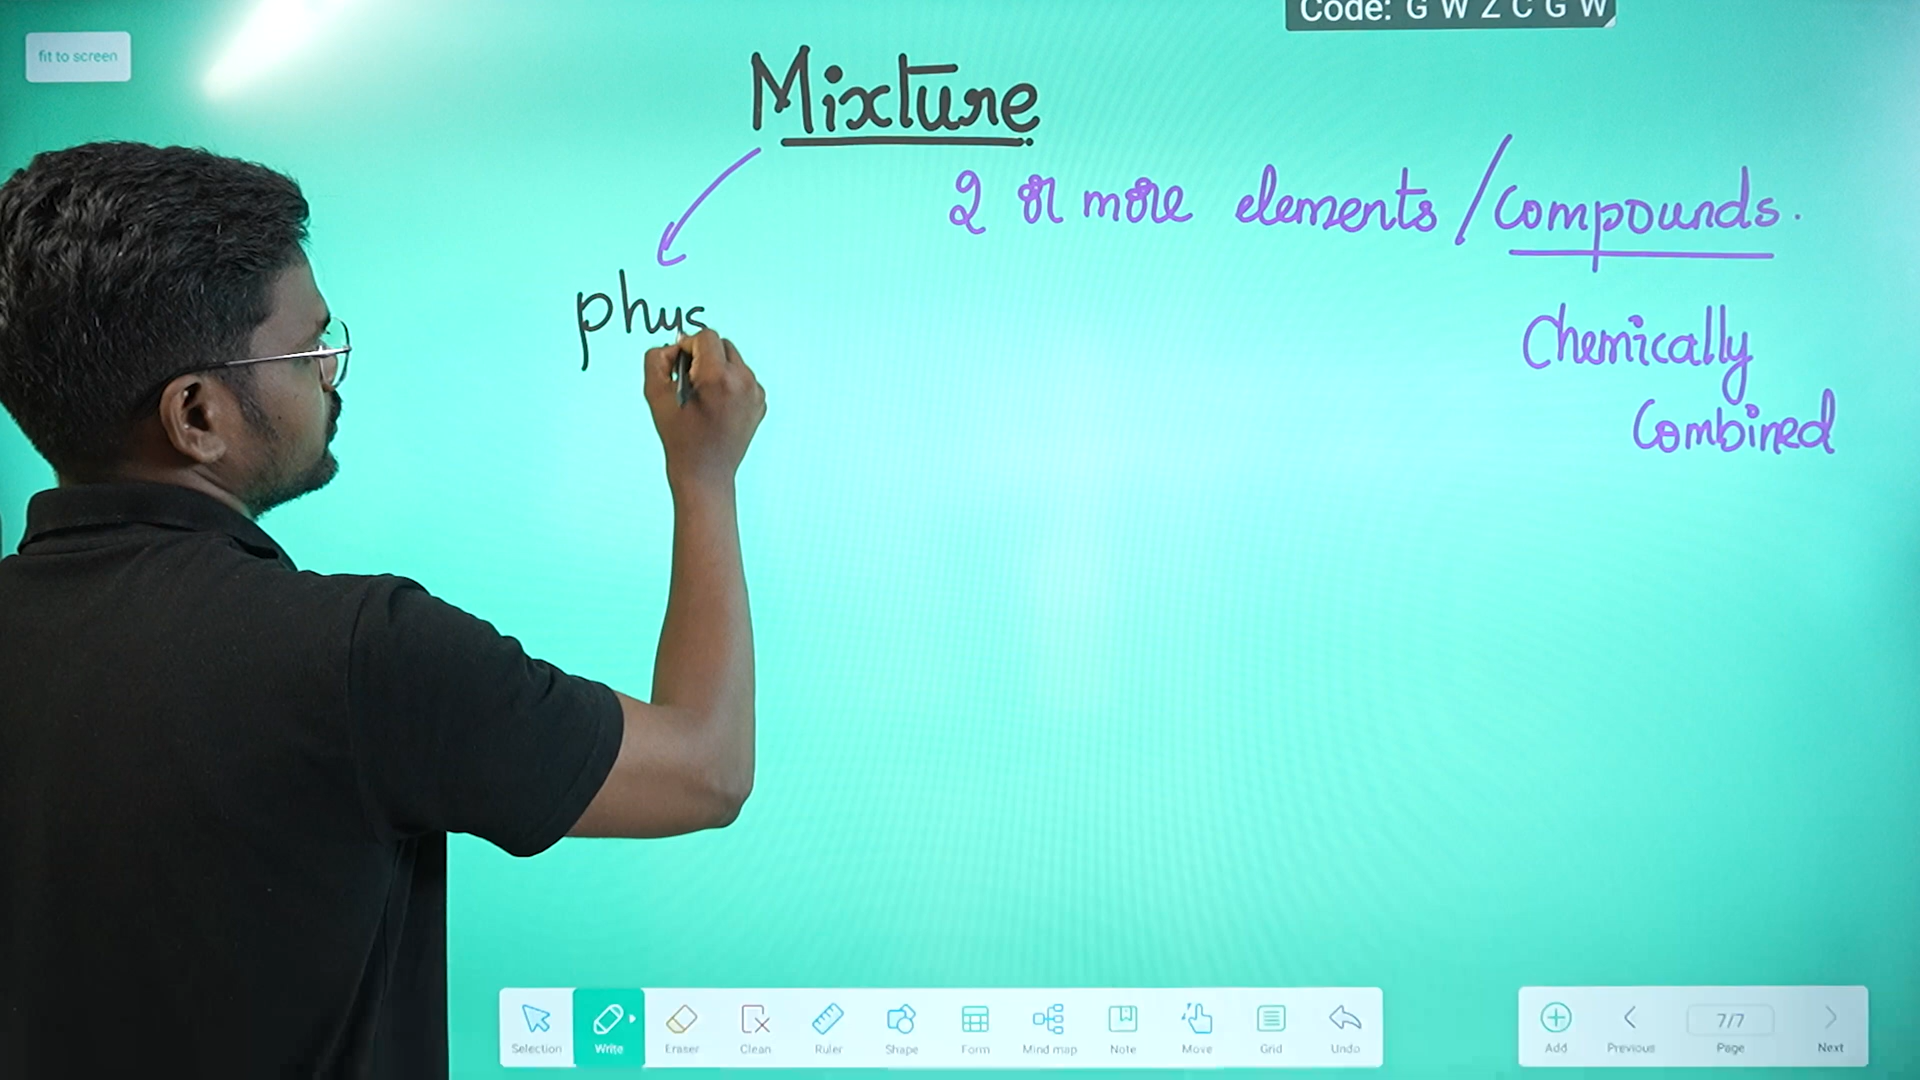 Code: G W Z C G W
fit to screen
Mixture
2 or more elements / compounds.
phys
Chemically
Combined
Selection Write Eraser Clean Ruler Shape Form Mind map Note Move Grid Undo
Add Previous 7/7 Page Next